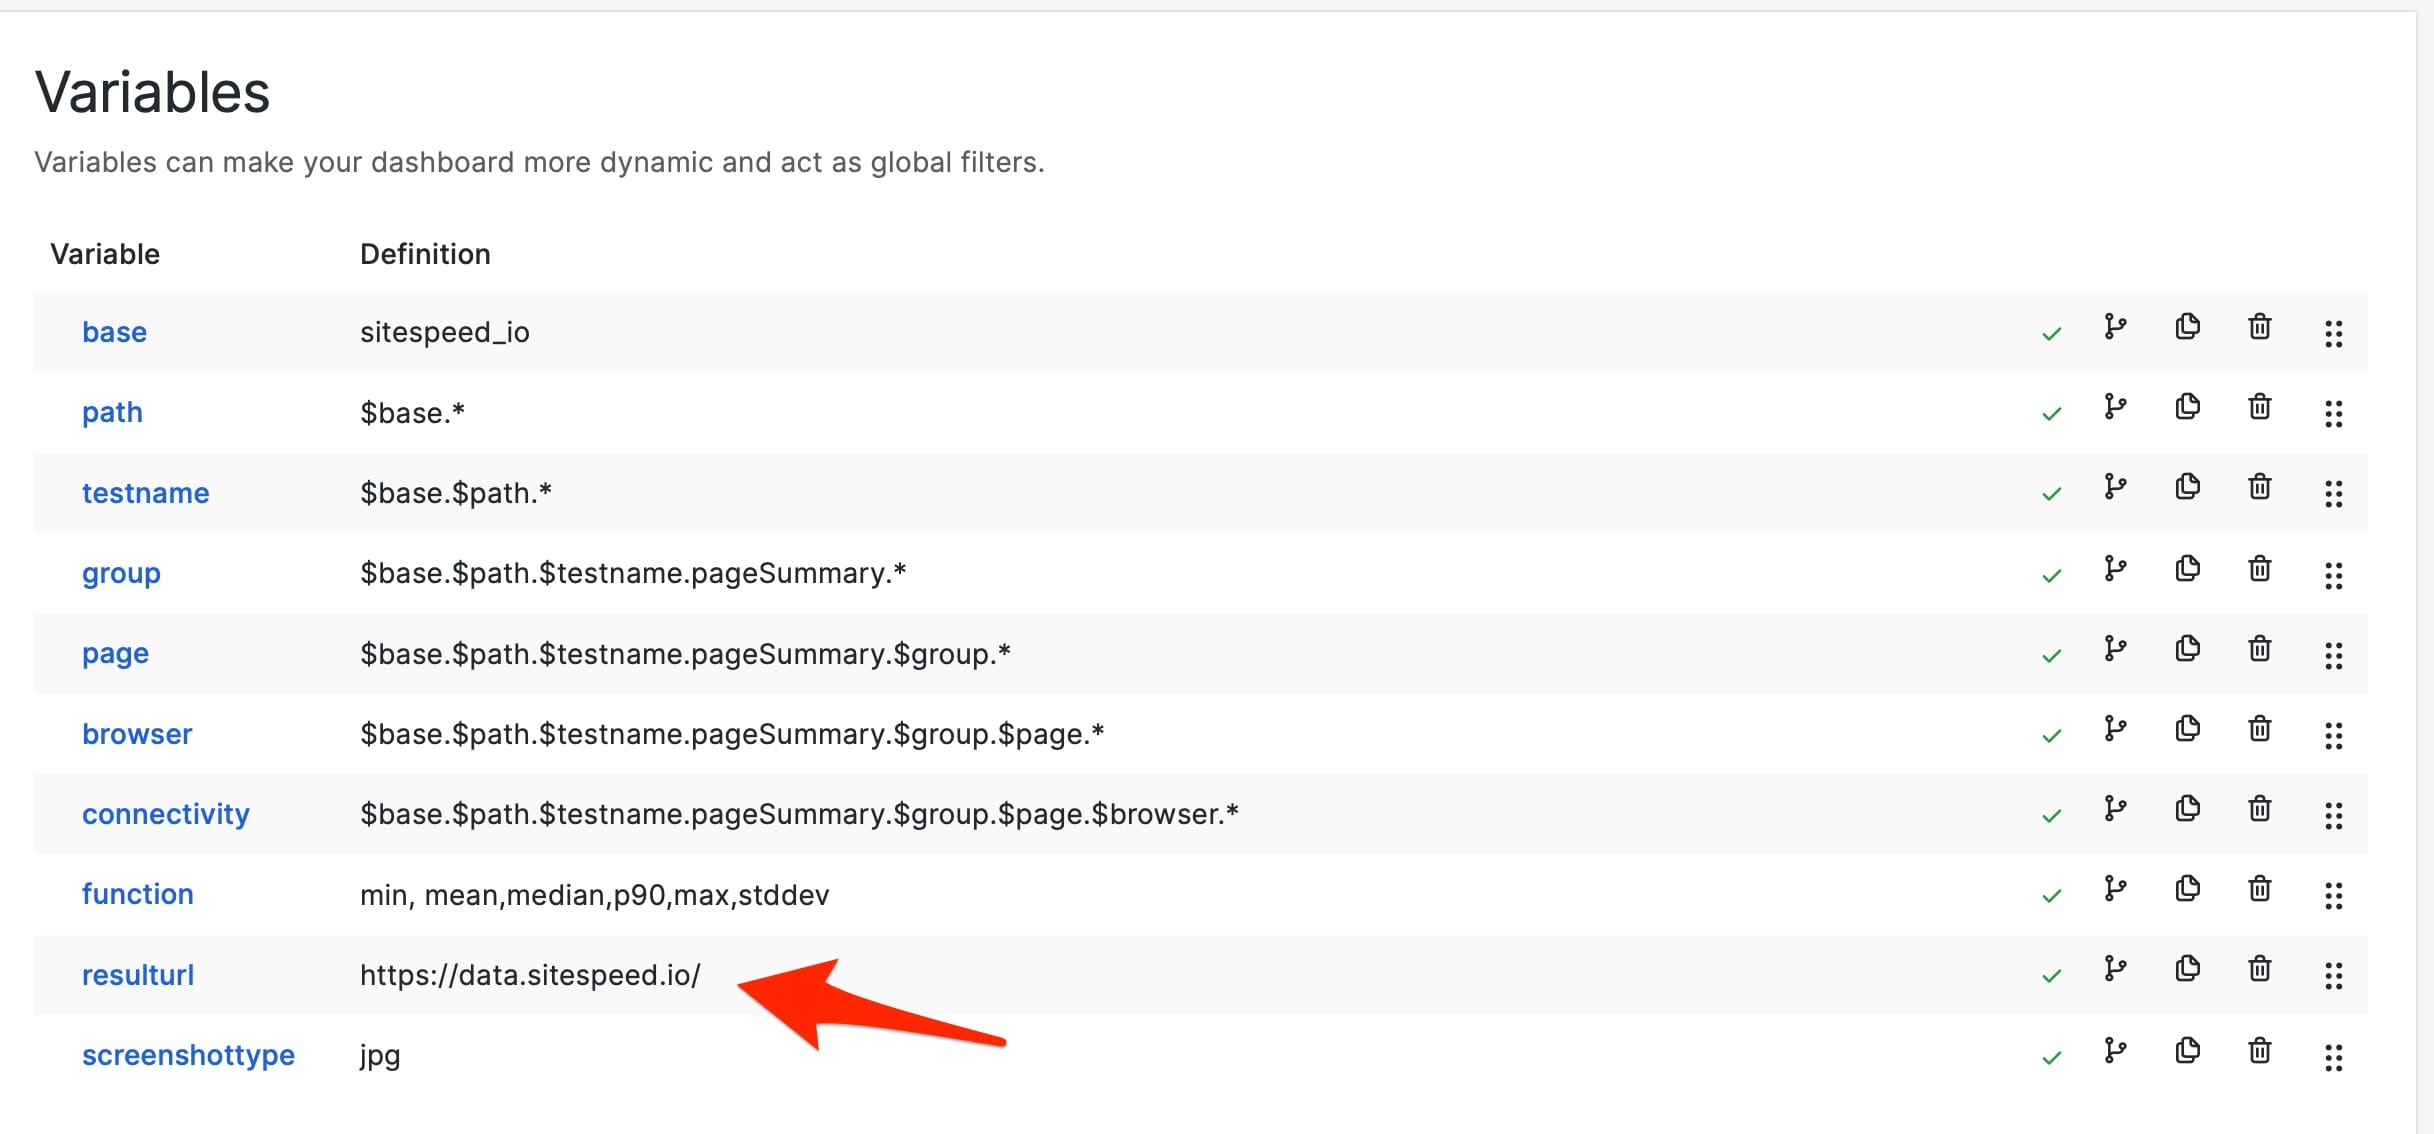 Variables
Variables can make your dashboard more dynamic and act as global filters.
Variable Definition
base sitespeed_io
path $base.*
testname $base.$path.*
group $base.$path.$testname.pageSummary.*
page $base.$path.$testname.pageSummary.$group.*
browser $base.$path.$testname.pageSummary.$group.$page.*
connectivity $base.$path.$testname.pageSummary.$group.$page.$browser.*
function min, mean,median,p90,max,stddev
resulturl https://data.sitespeed.io/
screenshottype jpg